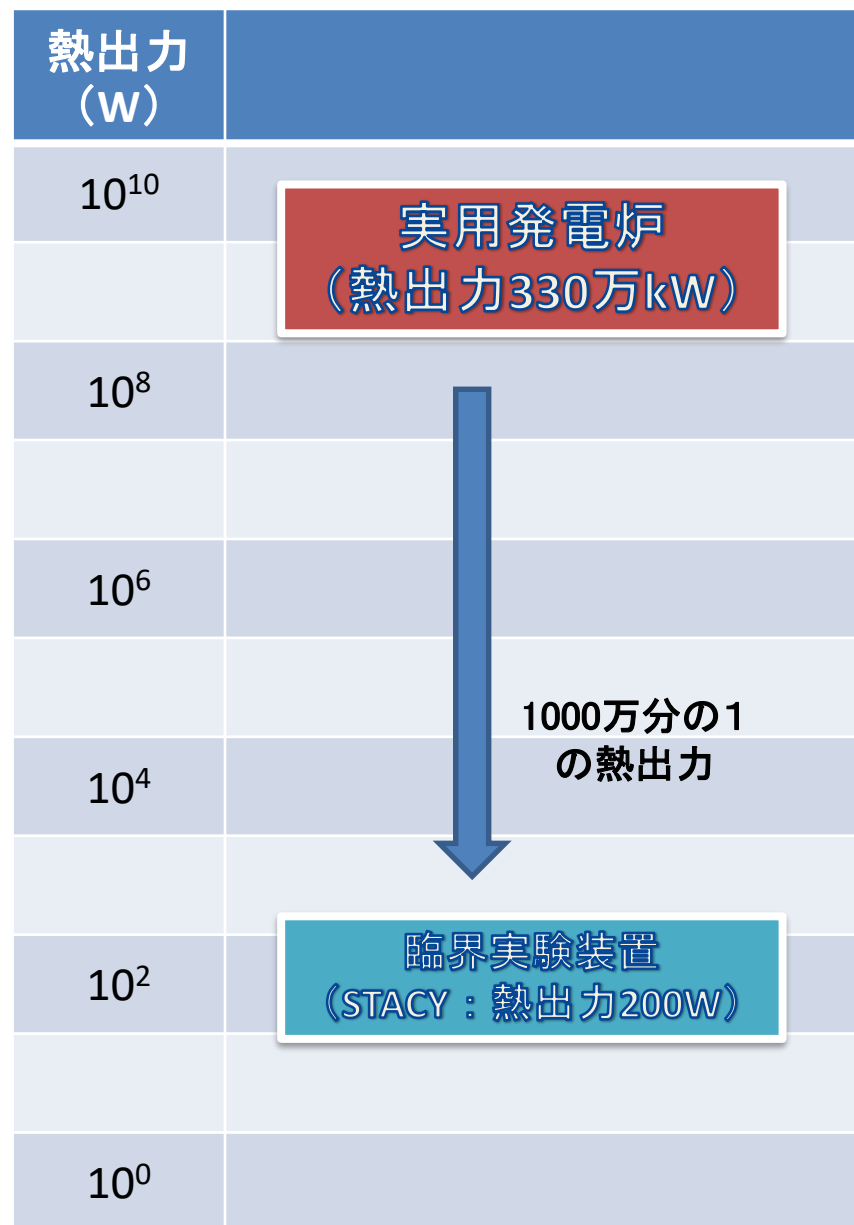 熱出力
（W）
10¹⁰
実用発電炉
（熱出力330万kW）
10⁸
10⁶
1000万分の1
の熱出力
10⁴
臨界実験装置
10²
（STACY：熱出力200W）
10⁰